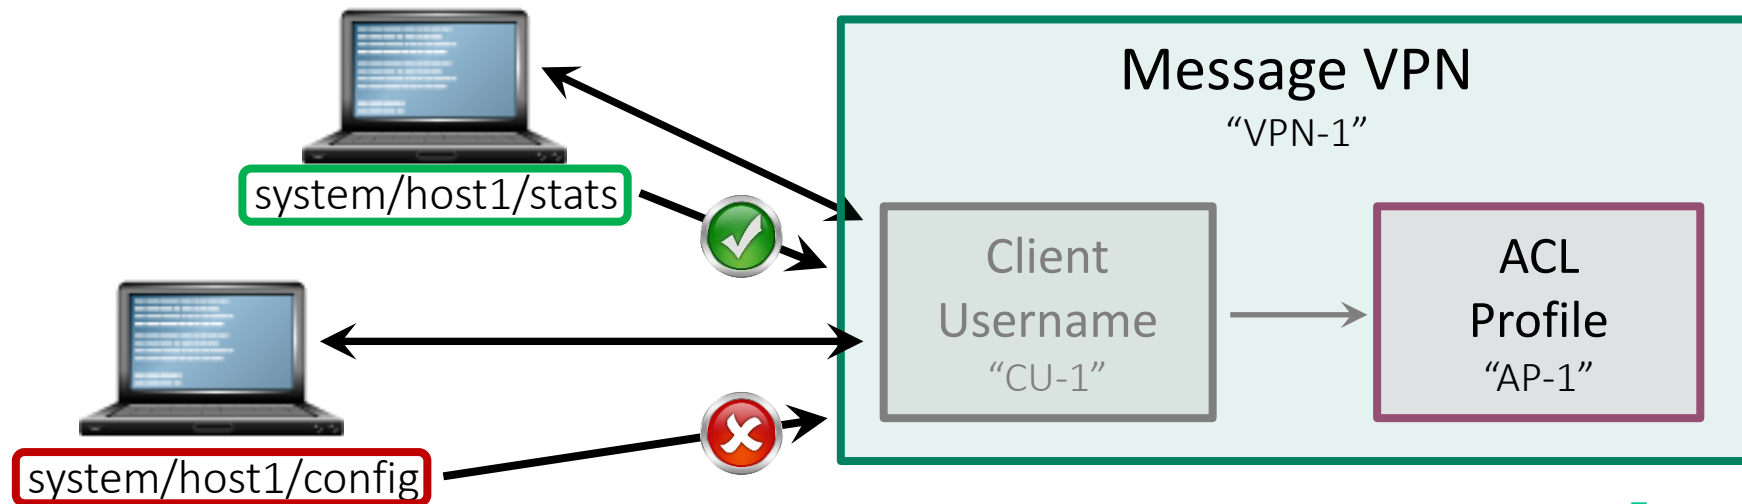 Message VPN
“VPN-1”
system/host1/stats
Client
Username
“CU-1”
ACL
Profile
“AP-1”
system/host1/config